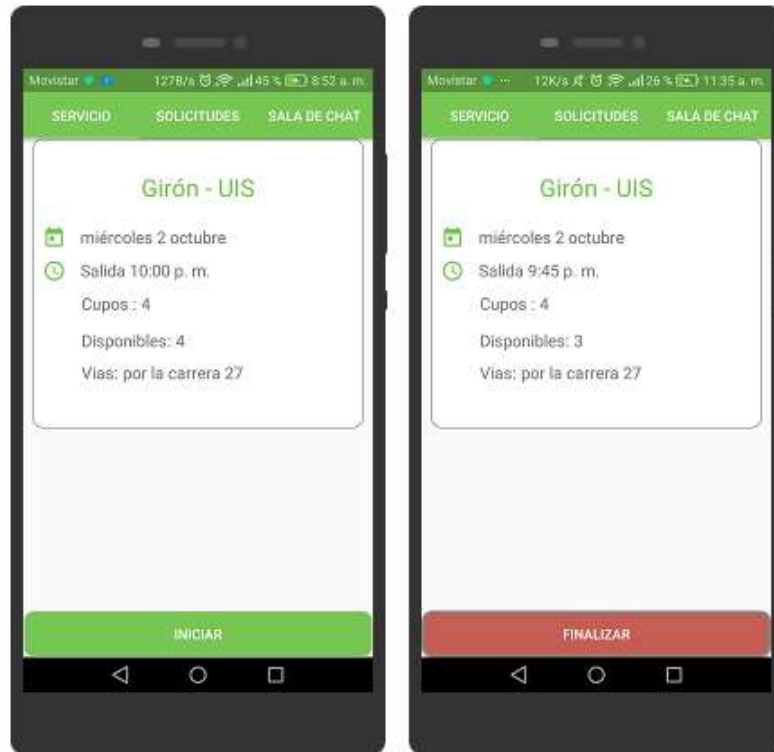 Movistar 127B/s 45 % 8:52 a. m.
SERVICIO SOLICITUDES SALA DE CHAT
Girón - UIS
miércoles 2 octubre
Salida 10:00 p. m.
Cupos : 4
Disponibles: 4
Vias: por la carrera 27
INICIAR
Movistar ··· 12K/s 26 % 11:35 a. m.
SERVICIO SOLICITUDES SALA DE CHAT
Girón - UIS
miércoles 2 octubre
Salida 9:45 p. m.
Cupos : 4
Disponibles: 3
Vias: por la carrera 27
FINALIZAR